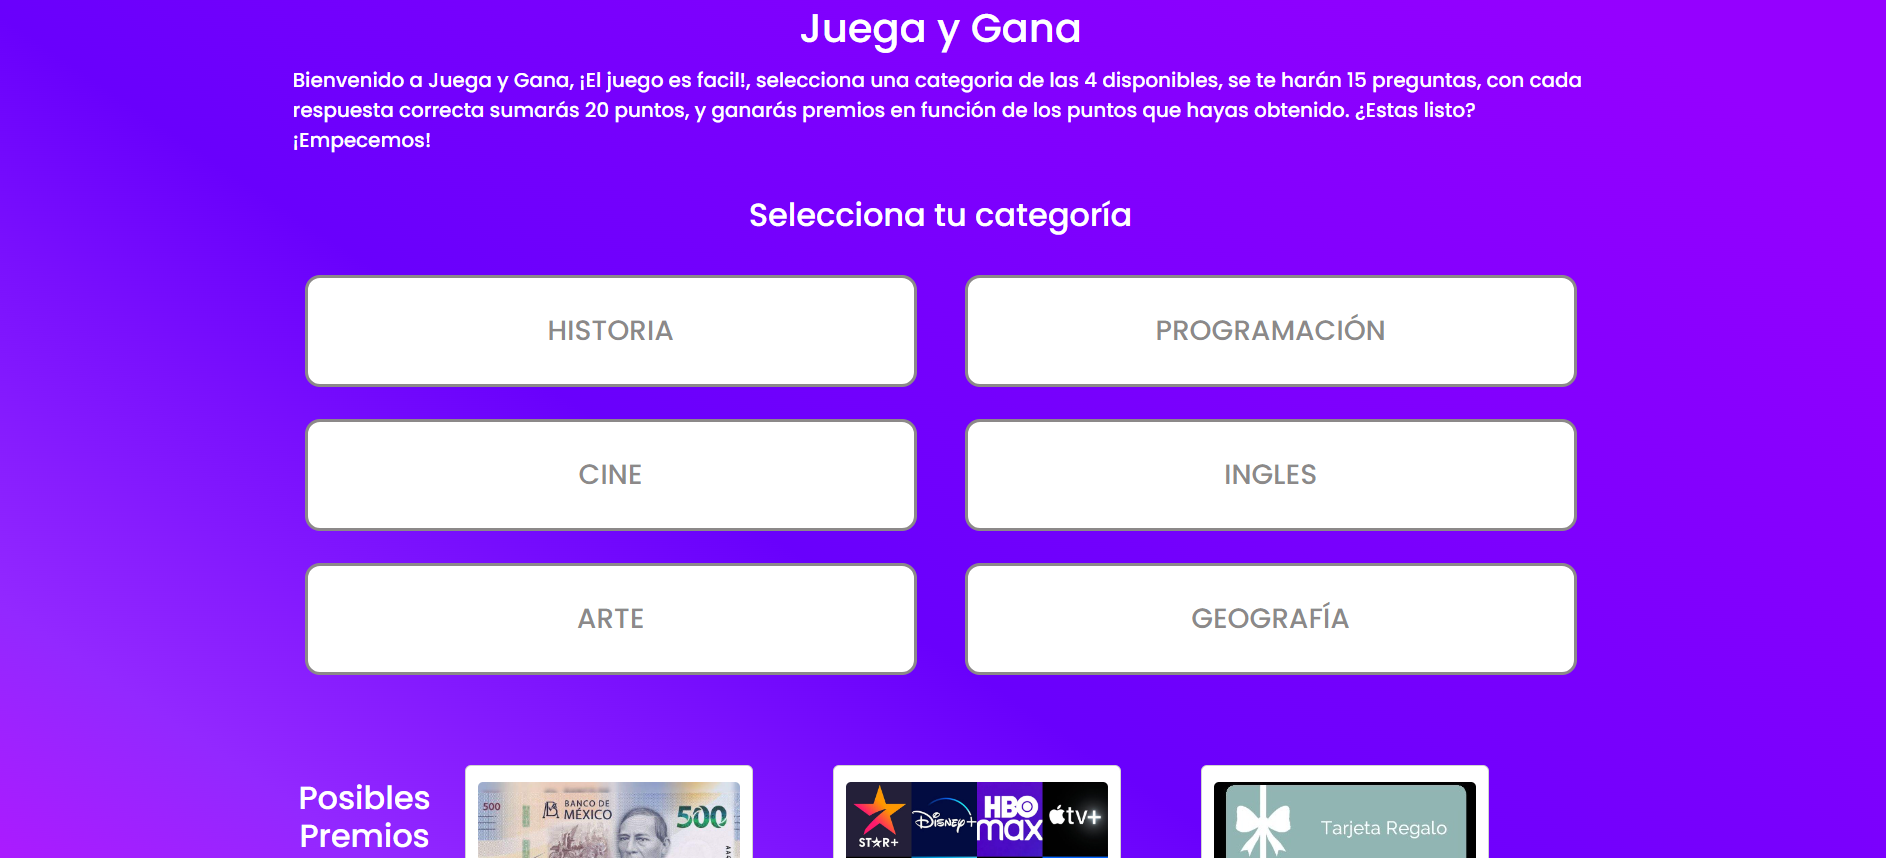 Juega y Gana
Bienvenido a Juega y Gana, ¡El juego es facil!, selecciona una categoria de las 4 disponibles, se te harán 15 preguntas, con cada
respuesta correcta sumarás 20 puntos, y ganarás premios en función de los puntos que hayas obtenido. ¿Estas listo?
¡Empecemos!
Selecciona tu categoría
HISTORIA
PROGRAMACIÓN
CINE
INGLES
ARTE
GEOGRAFÍA
Posibles
Premios
500
BANCO DE
MÉXICO
500
STAR+
Disney+
HBO
max
tv+
Tarjeta Regalo